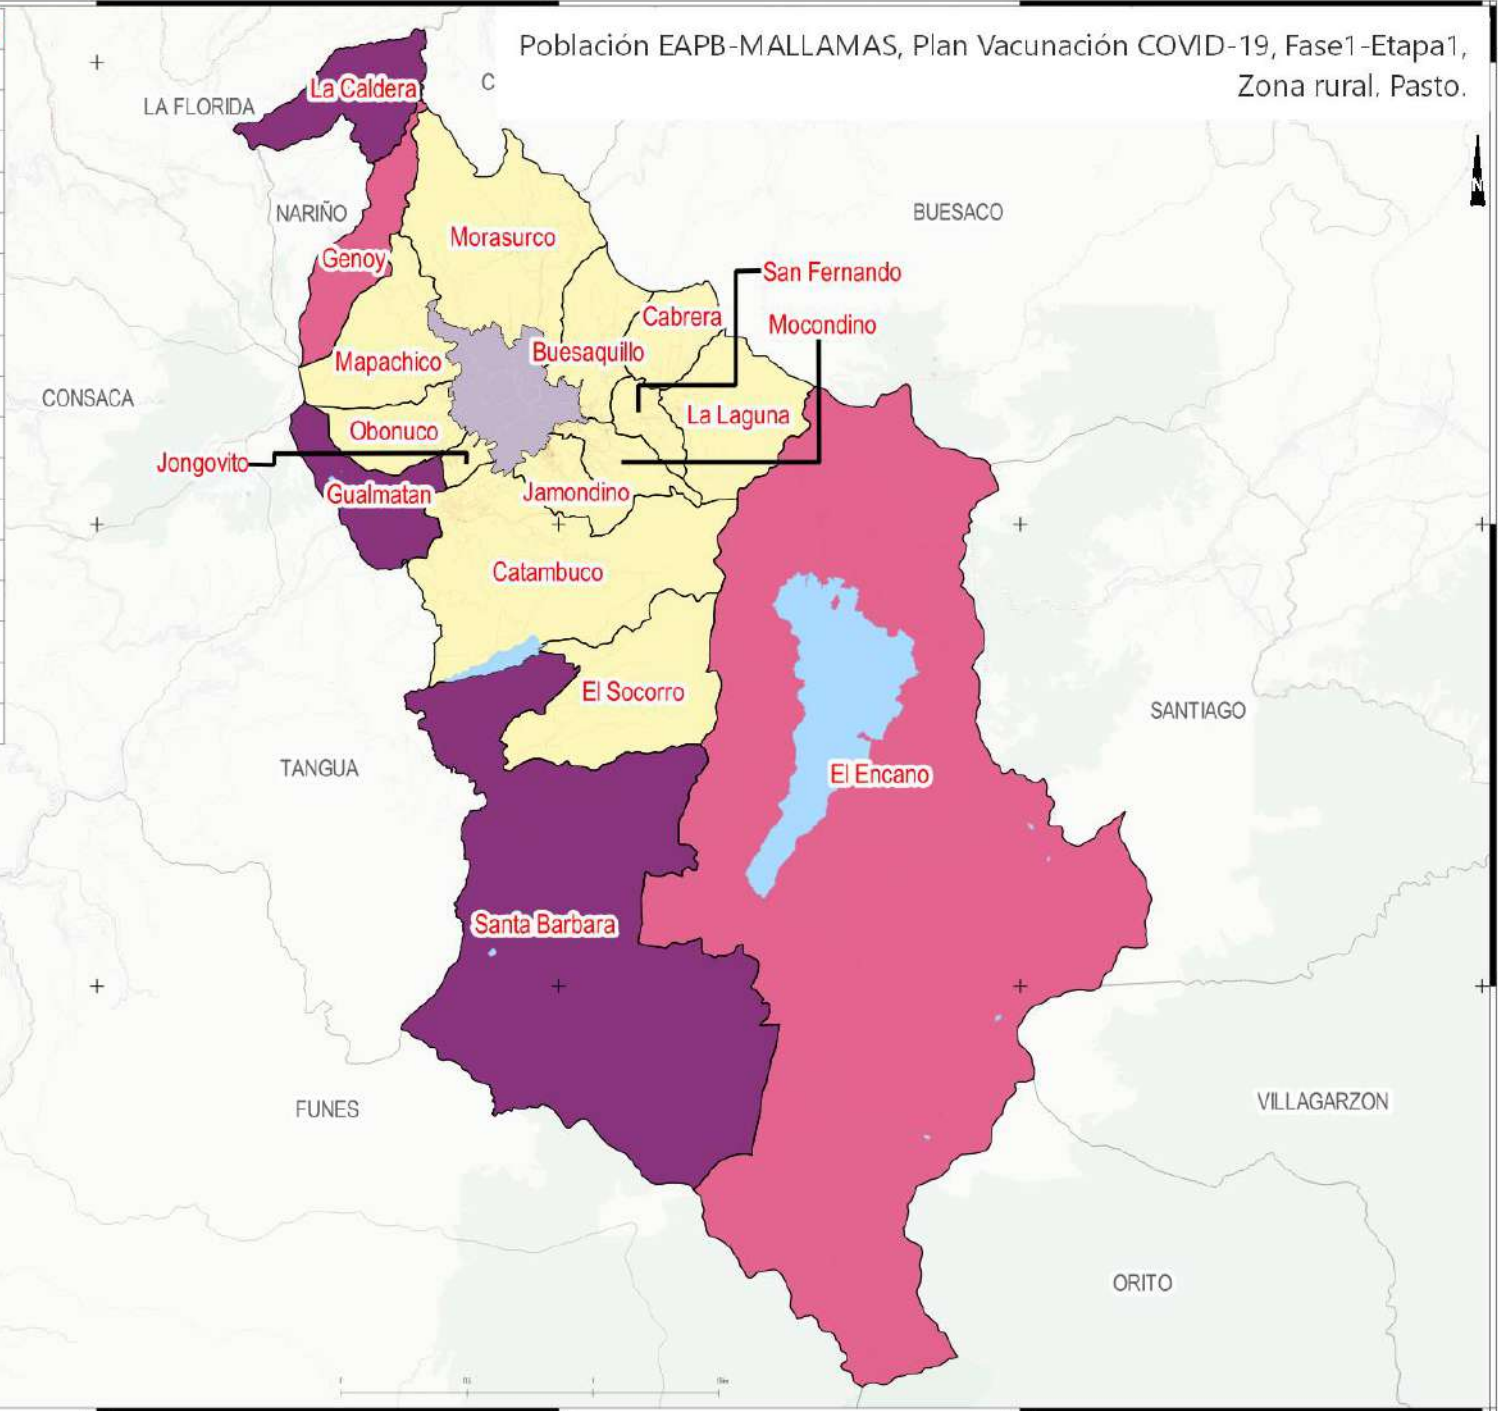 Población EAPB-MALLAMAS, Plan Vacunación COVID-19, Fase1-Etapa1,
Zona rural. Pasto.
La Caldera
C
LA FLORIDA
N
NARIÑO
BUESACO
Morasurco
Genoy
San Fernando
Cabrera
Mocondino
Buesaquillo
Mapachico
CONSACA
La Laguna
Obonuco
Jongovito
Gualmatan
Jamondino
Catambuco
El Socorro
SANTIAGO
TANGUA
El Encano
Santa Barbara
FUNES
VILLAGARZON
ORITO